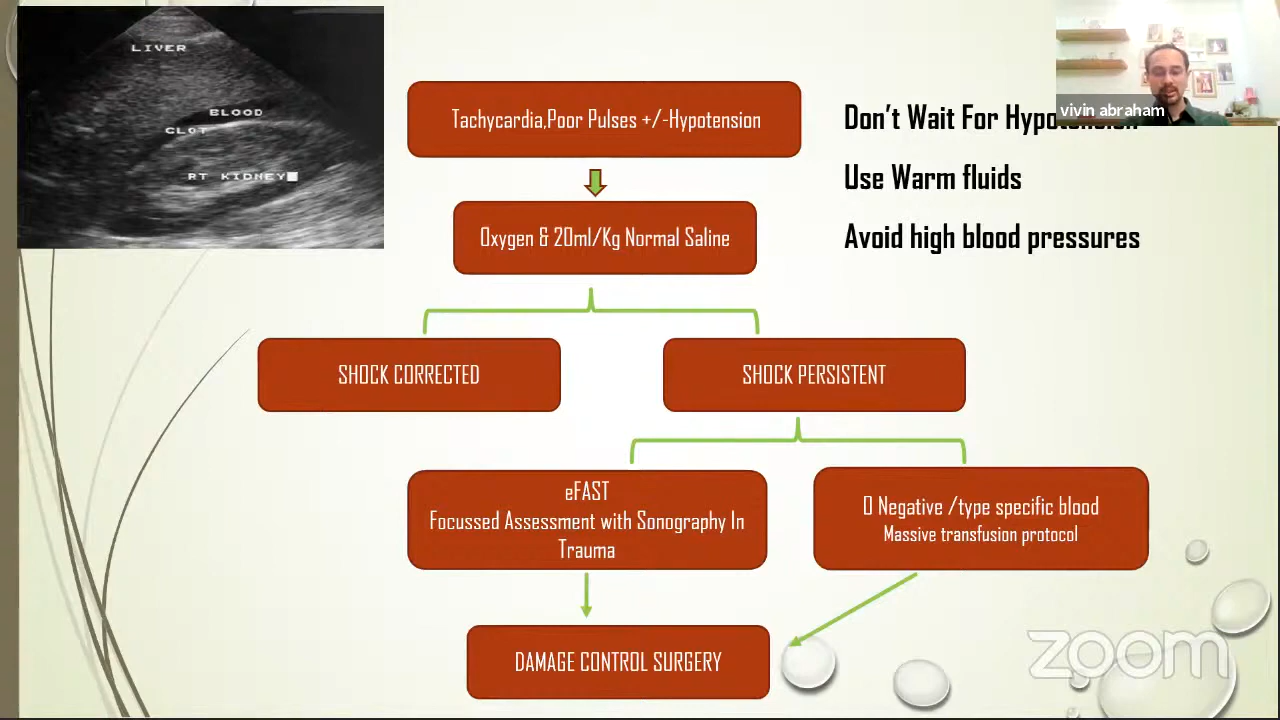 LIVER
BLOOD
CLOT
RT KIDNEY
Tachycardia,Poor Pulses +/-Hypotension
Oxygen & 20ml/Kg Normal Saline
SHOCK CORRECTED
SHOCK PERSISTENT
eFAST
Focussed Assessment with Sonography In
Trauma
O Negative /type specific blood
Massive transfusion protocol
DAMAGE CONTROL SURGERY
Don't Wait For Hypotension
Use Warm fluids
Avoid high blood pressures
vivin abraham
zoom